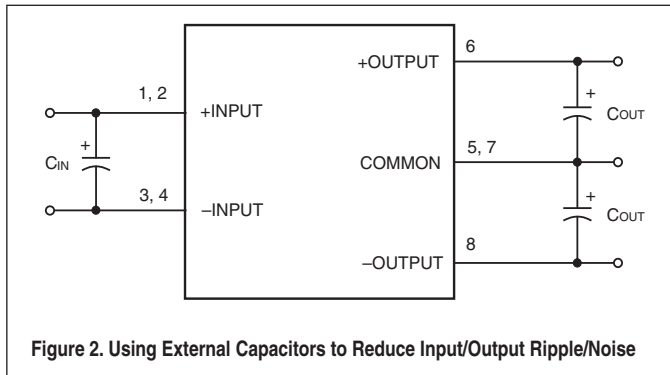 6
+OUTPUT
1, 2
+
+INPUT
COUT
5, 7
+
CIN
COMMON
3, 4
+
–INPUT
COUT
8
–OUTPUT
Figure 2. Using External Capacitors to Reduce Input/Output Ripple/Noise